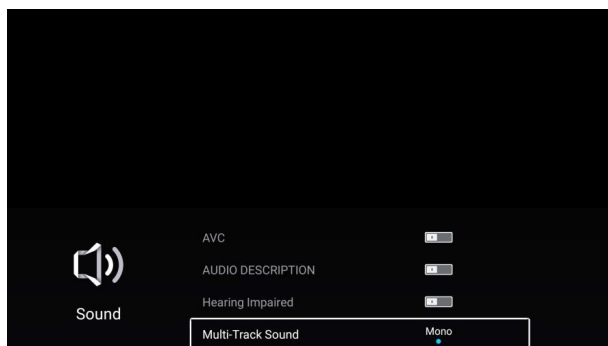 AVC
AUDIO DESCRIPTION
Hearing Impaired
Sound
Multi-Track Sound Mono